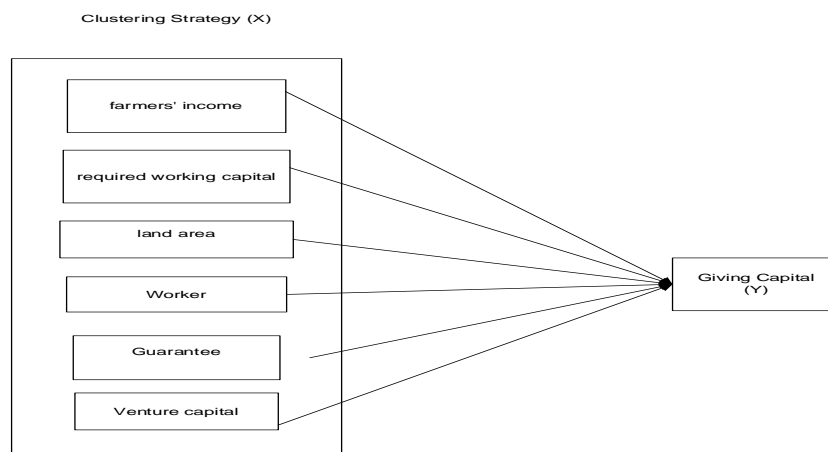 Clustering Strategy (X)
farmers' income
required working capital
land area
Worker
Guarantee
Venture capital
Giving Capital
(Y)